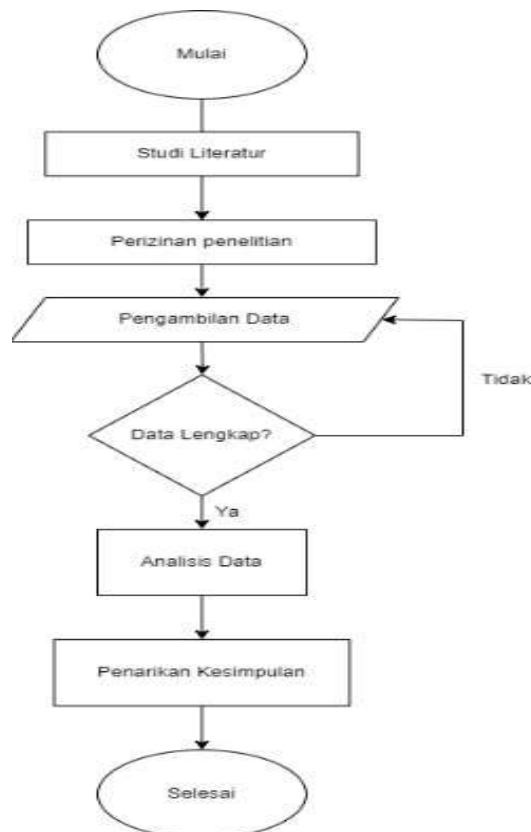 Mulai
Studi Literatur
Perizinan penelitian
Pengambilan Data
Tidak
Data Lengkap?
Ya
Analisis Data
Penarikan Kesimpulan
Selesai